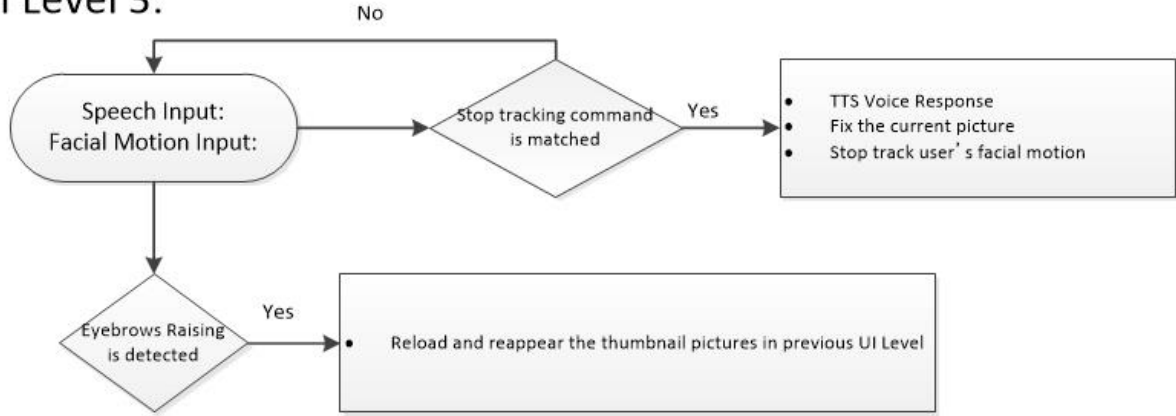 Level 3:
No
Speech Input:
Facial Motion Input:
Stop tracking command
is matched
Yes
• TTS Voice Response
• Fix the current picture
• Stop track user's facial motion
Eyebrows Raising
is detected
Yes
• Reload and reappear the thumbnail pictures in previous UI Level